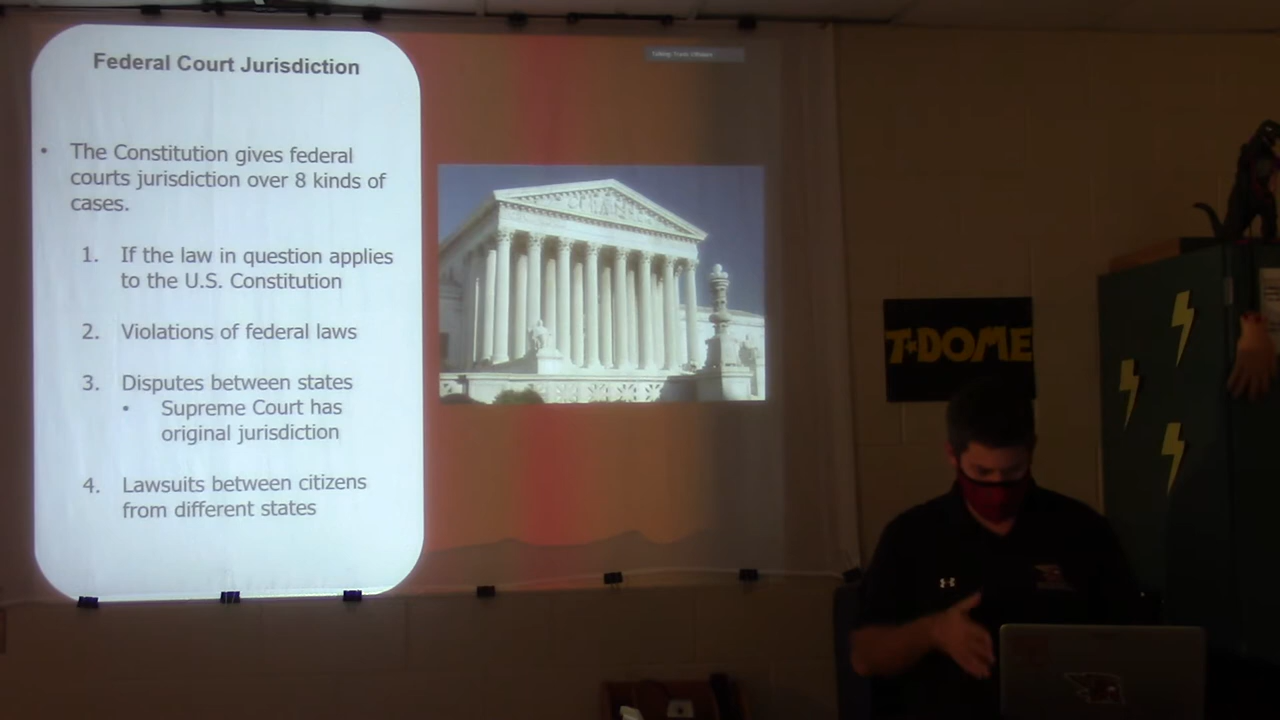 Federal Court Jurisdiction
• The Constitution gives federal
courts jurisdiction over 8 kinds of
cases.
1. If the law in question applies
to the U.S. Constitution
2. Violations of federal laws
3. Disputes between states
• Supreme Court has
original jurisdiction
4. Lawsuits between citizens
from different states
T-DOME